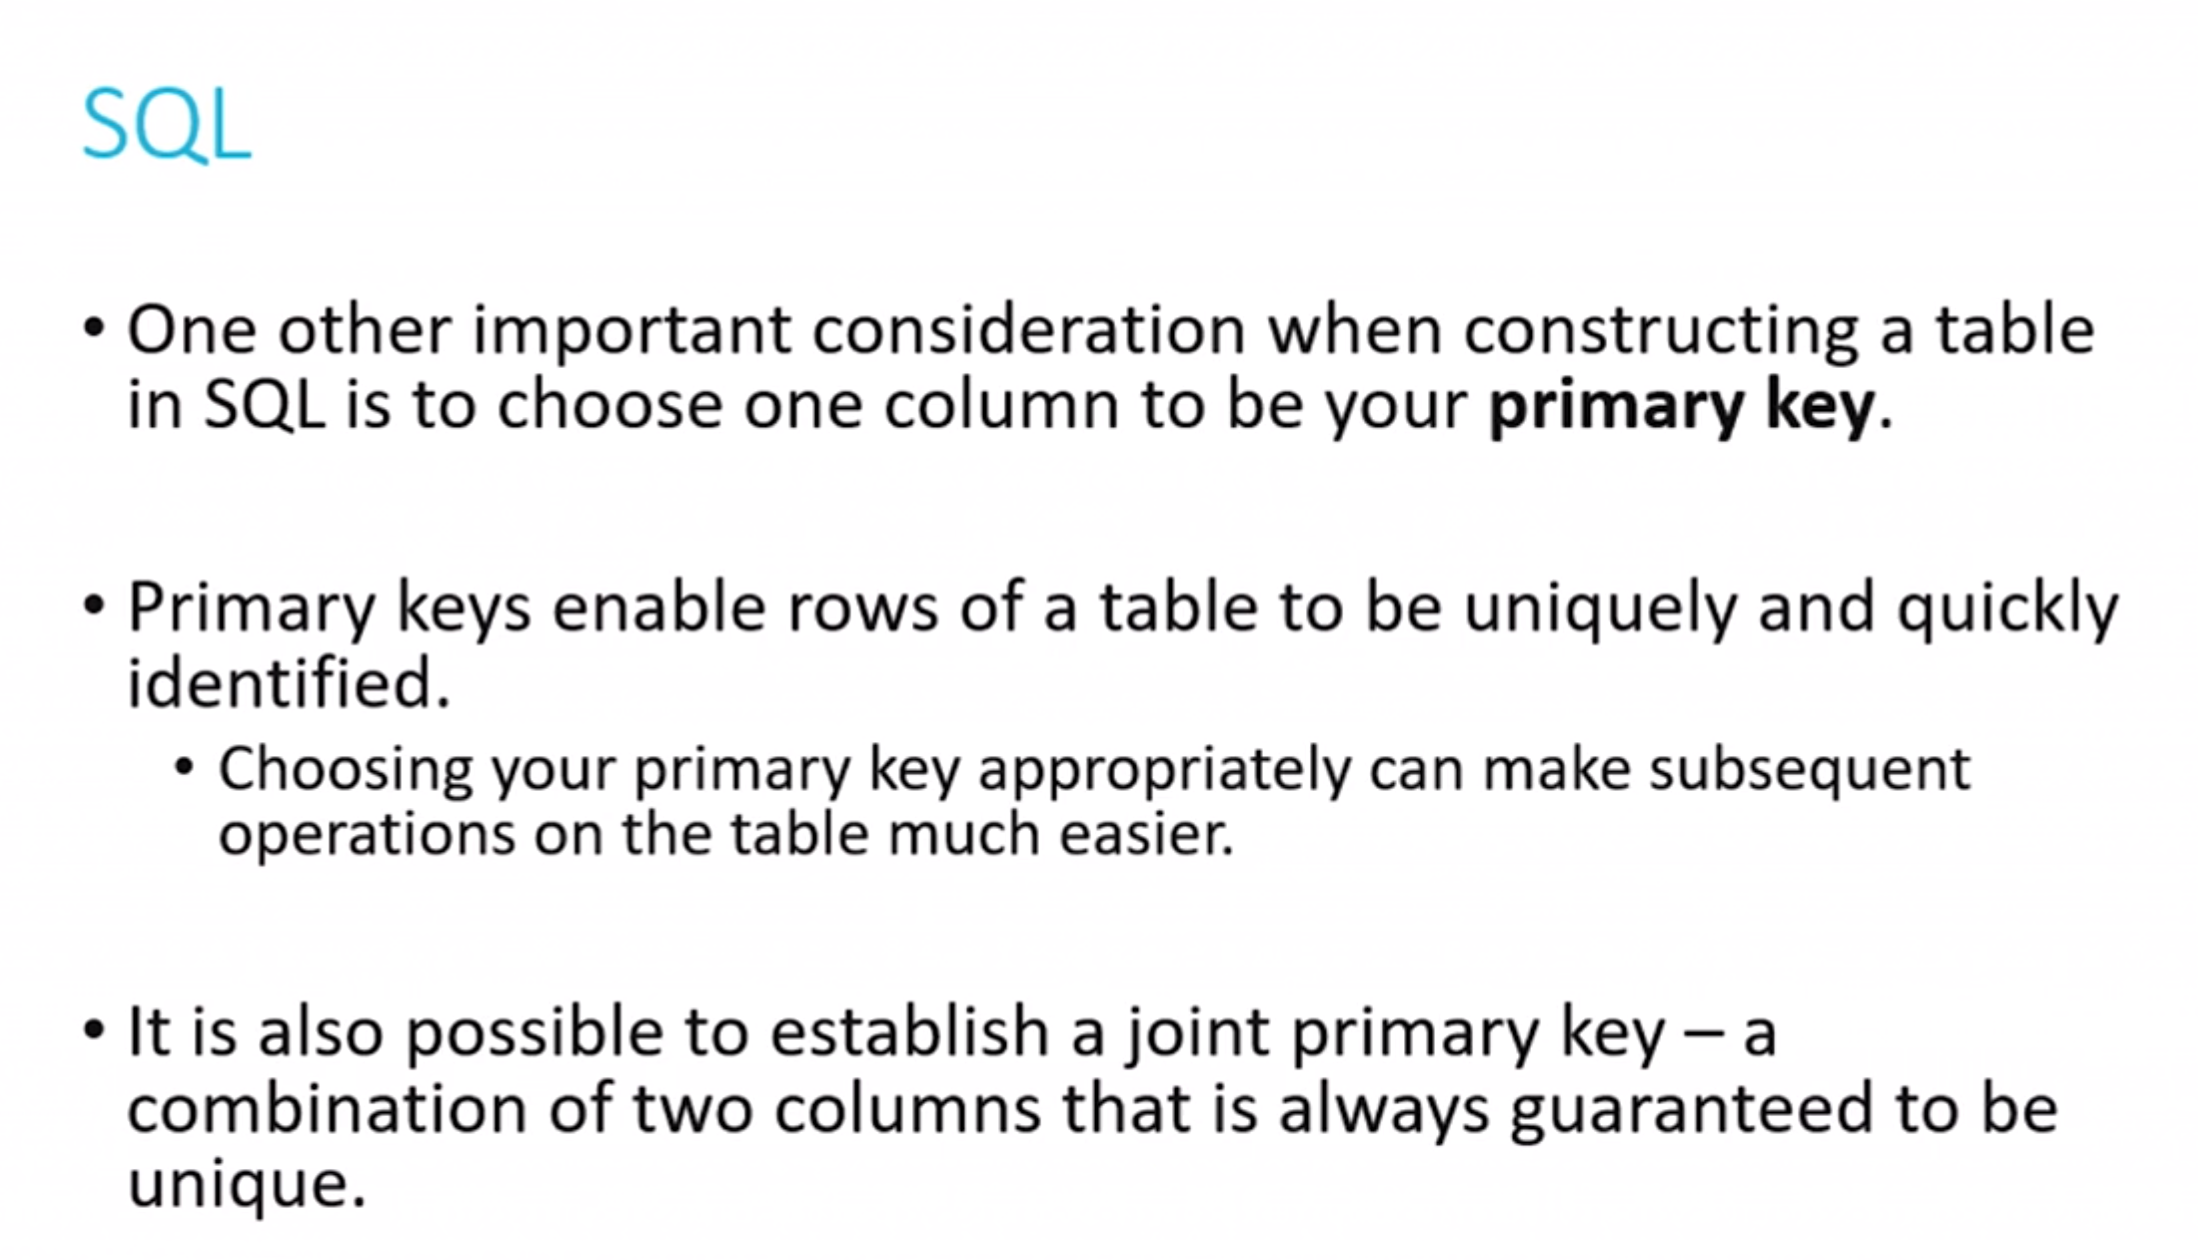 SQL
• One other important consideration when constructing a table
in SQL is to choose one column to be your primary key.
• Primary keys enable rows of a table to be uniquely and quickly
identified.
• Choosing your primary key appropriately can make subsequent
operations on the table much easier.
• It is also possible to establish a joint primary key – a
combination of two columns that is always guaranteed to be
unique.